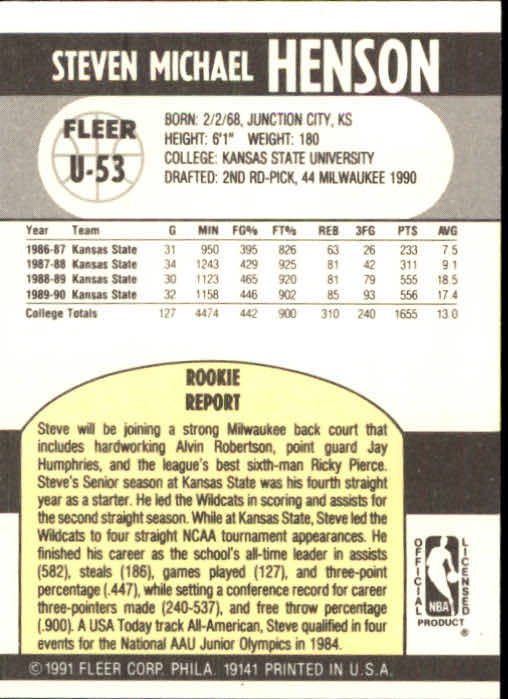 STEVEN MICHAEL HENSON
FLEER
U-53
BORN: 2/2/68, JUNCTION CITY, KS
HEIGHT: 6'1" WEIGHT: 180
COLLEGE: KANSAS STATE UNIVERSITY
DRAFTED: 2ND RD-PICK, 44 MILWAUKEE 1990
Year Team G MIN FG% FT% REB 3FG PTS AVG
1986-87 Kansas State 31 950 395 826 63 26 233 7.5
1987-88 Kansas State 34 1243 429 925 81 42 311 9.1
1988-89 Kansas State 30 1123 465 920 81 79 555 18.5
1989-90 Kansas State 32 1158 446 902 85 93 556 17.4
College Totals 127 4474 442 900 310 240 1655 13.0
ROOKIE
REPORT
Steve will be joining a strong Milwaukee back court that
includes hardworking Alvin Robertson, point guard Jay
Humphries, and the league's best sixth-man Ricky Pierce.
Steve's Senior season at Kansas State was his fourth straight
year as a starter. He led the Wildcats in scoring and assists for
the second straight season. While at Kansas State, Steve led the
Wildcats to four straight NCAA tournament appearances. He
finished his career as the school's all-time leader in assists
(582), steals (186), games played (127), and three-point
percentage (.447), while setting a conference record for career
three-pointers made (240-537), and free throw percentage
(.900). A USA Today track All-American, Steve qualified in four
events for the National AAU Junior Olympics in 1984.
OFFICIAL
LICENSED
NBA
PRODUCT
®
© 1991 FLEER CORP. PHILA. 19141 PRINTED IN U.S.A.